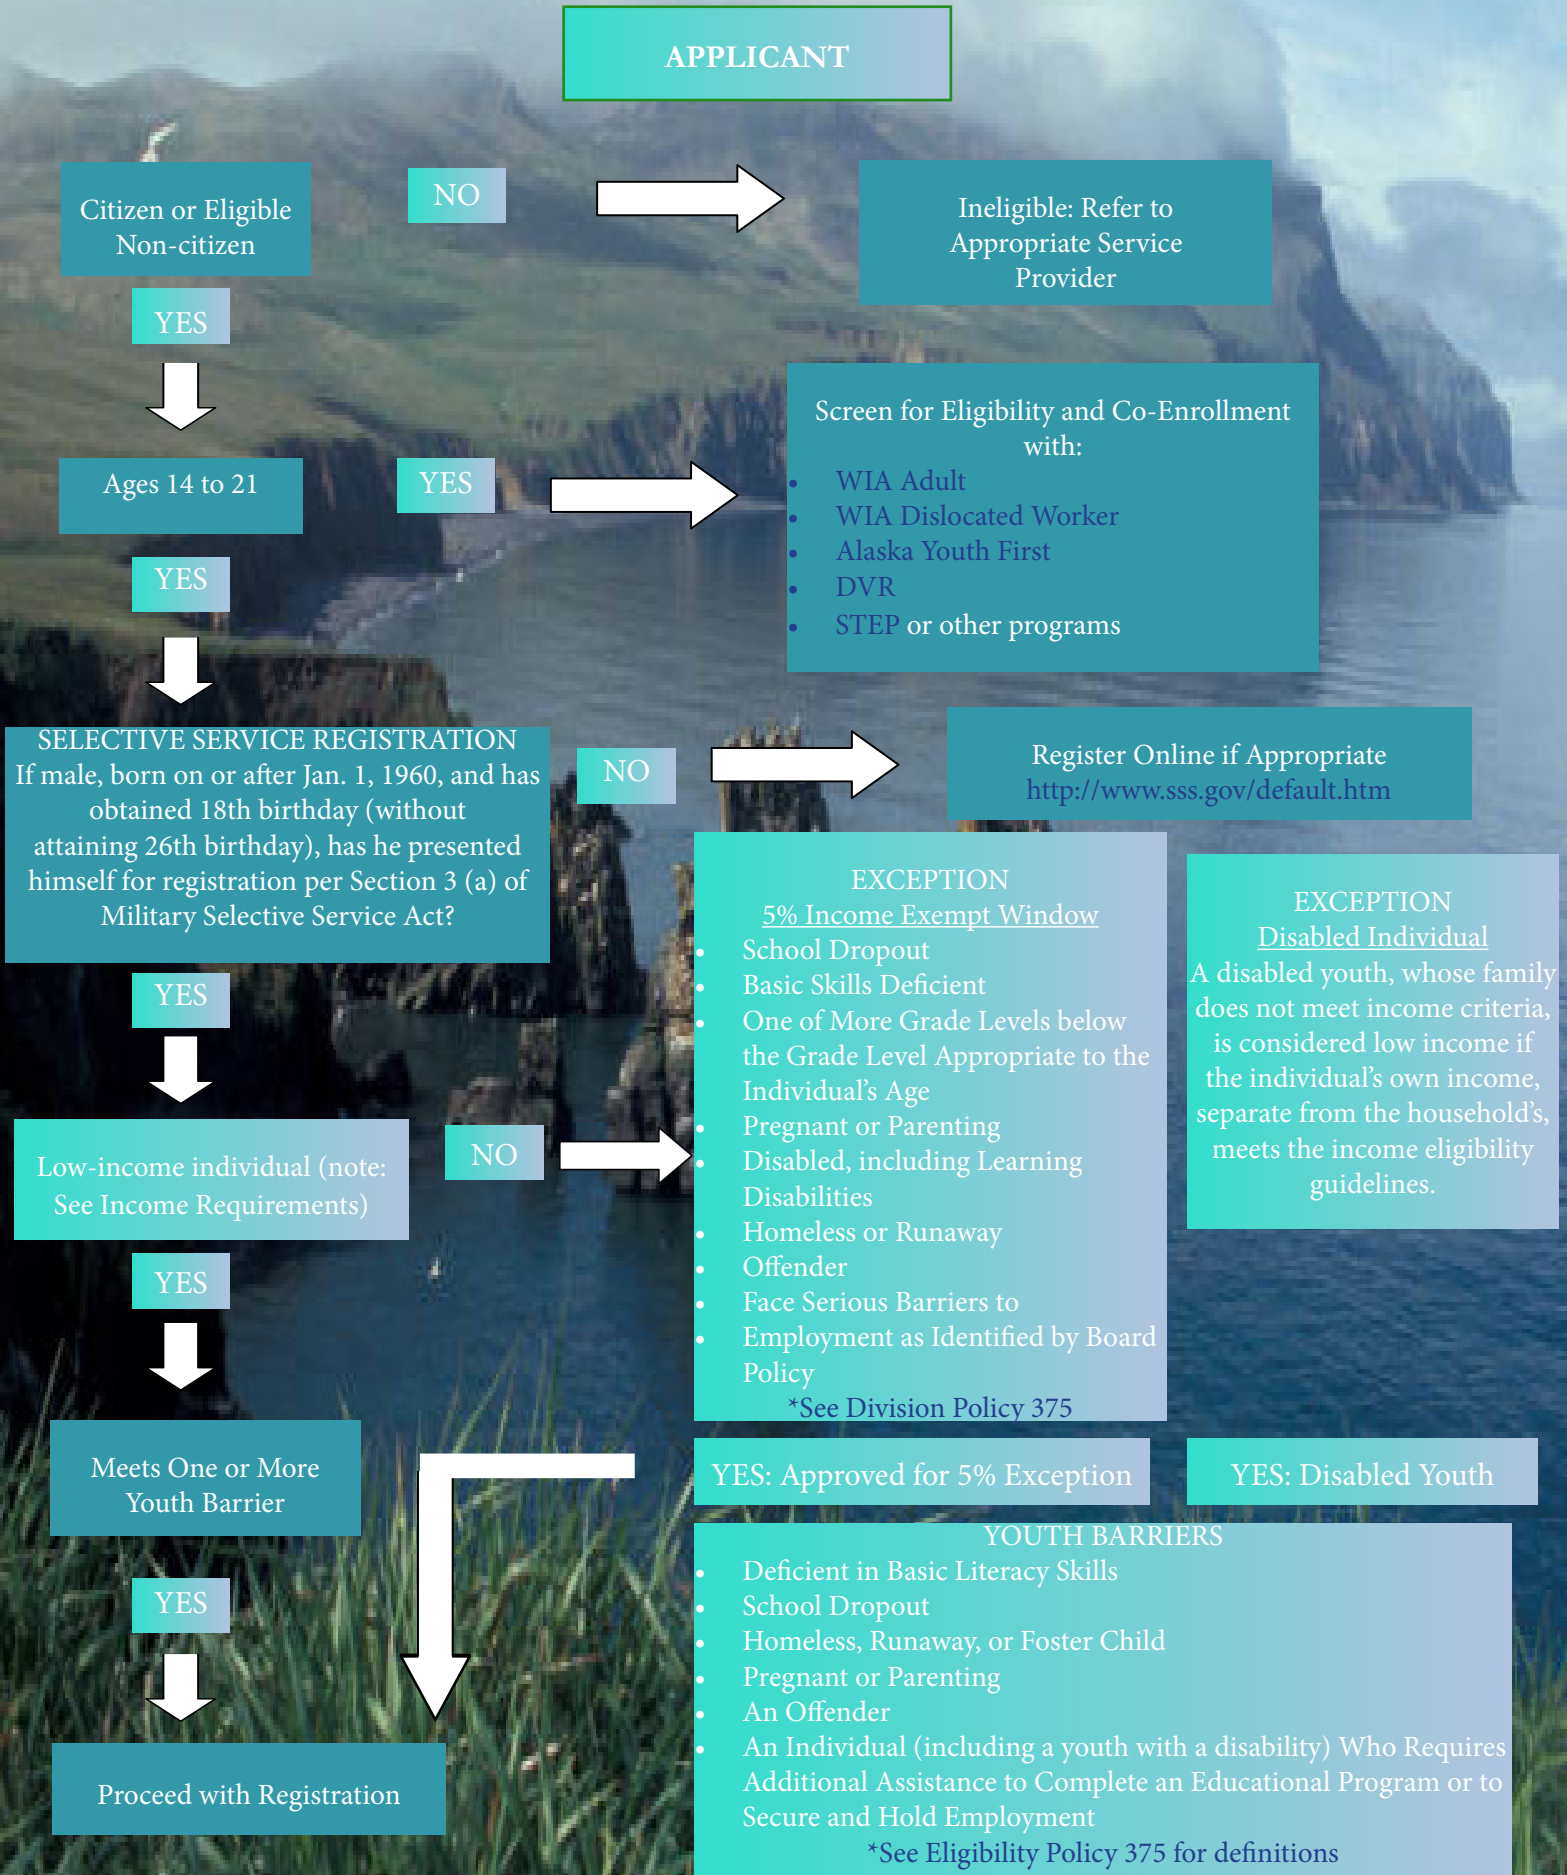 APPLICANT
Citizen or Eligible
Non-citizen
NO
Ineligible: Refer to
Appropriate Service
Provider
YES
Ages 14 to 21
YES
Screen for Eligibility and Co-Enrollment
with:
• WIA Adult
• WIA Dislocated Worker
• Alaska Youth First
• DVR
• STEP or other programs
YES
SELECTIVE SERVICE REGISTRATION
If male, born on or after Jan. 1, 1960, and has
obtained 18th birthday (without
attaining 26th birthday), has he presented
himself for registration per Section 3 (a) of
Military Selective Service Act?
NO
Register Online if Appropriate
http://www.sss.gov/default.htm
YES
Low-income individual (note:
See Income Requirements)
NO
EXCEPTION
5% Income Exempt Window
• School Dropout
• Basic Skills Deficient
• One of More Grade Levels below
the Grade Level Appropriate to the
Individual's Age
• Pregnant or Parenting
• Disabled, including Learning
Disabilities
• Homeless or Runaway
• Offender
• Face Serious Barriers to
• Employment as Identified by Board
Policy
*See Division Policy 375
EXCEPTION
Disabled Individual
A disabled youth, whose family
does not meet income criteria,
is considered low income if
the individual's own income,
separate from the household's,
meets the income eligibility
guidelines.
YES
Meets One or More
Youth Barrier
YES: Approved for 5% Exception
YES: Disabled Youth
YOUTH BARRIERS
• Deficient in Basic Literacy Skills
• School Dropout
• Homeless, Runaway, or Foster Child
• Pregnant or Parenting
• An Offender
• An Individual (including a youth with a disability) Who Requires
Additional Assistance to Complete an Educational Program or to
Secure and Hold Employment
*See Eligibility Policy 375 for definitions
YES
Proceed with Registration